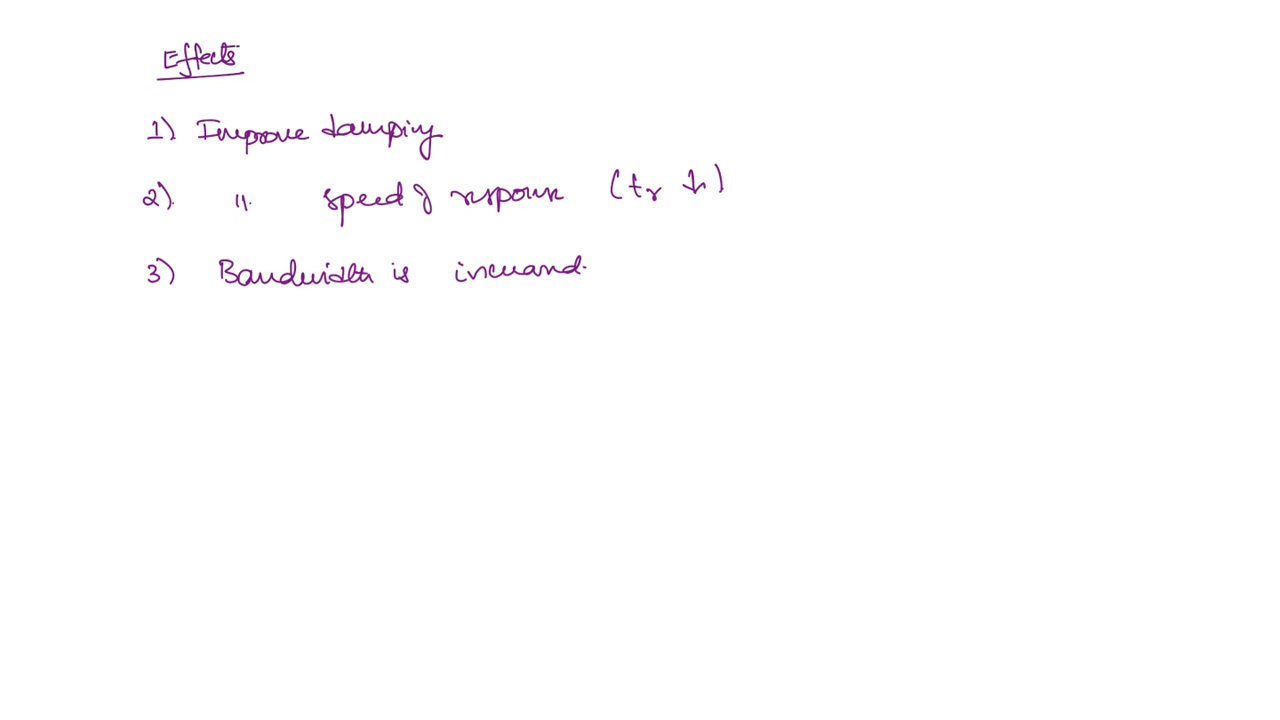 Effects
1) Improve damping
2). ". speed of response (tr ↓)
3) Bandwidth is increased.